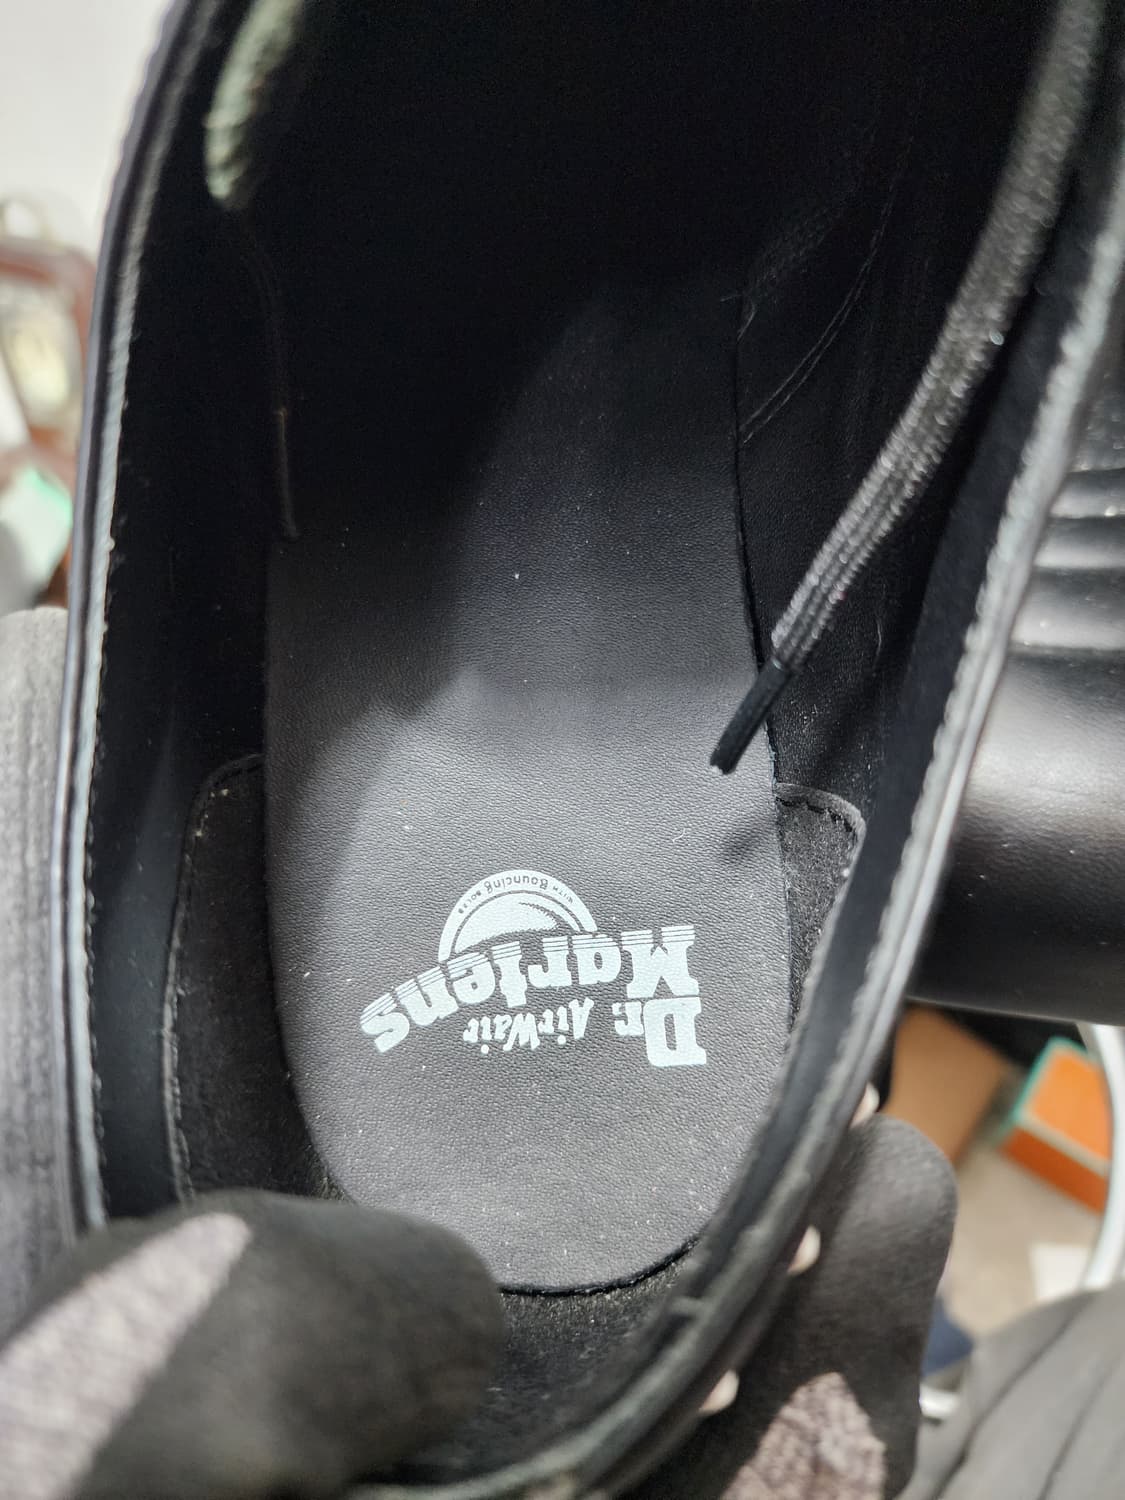 Dr.
Martens
AirWair
WITH Bouncing SOLES